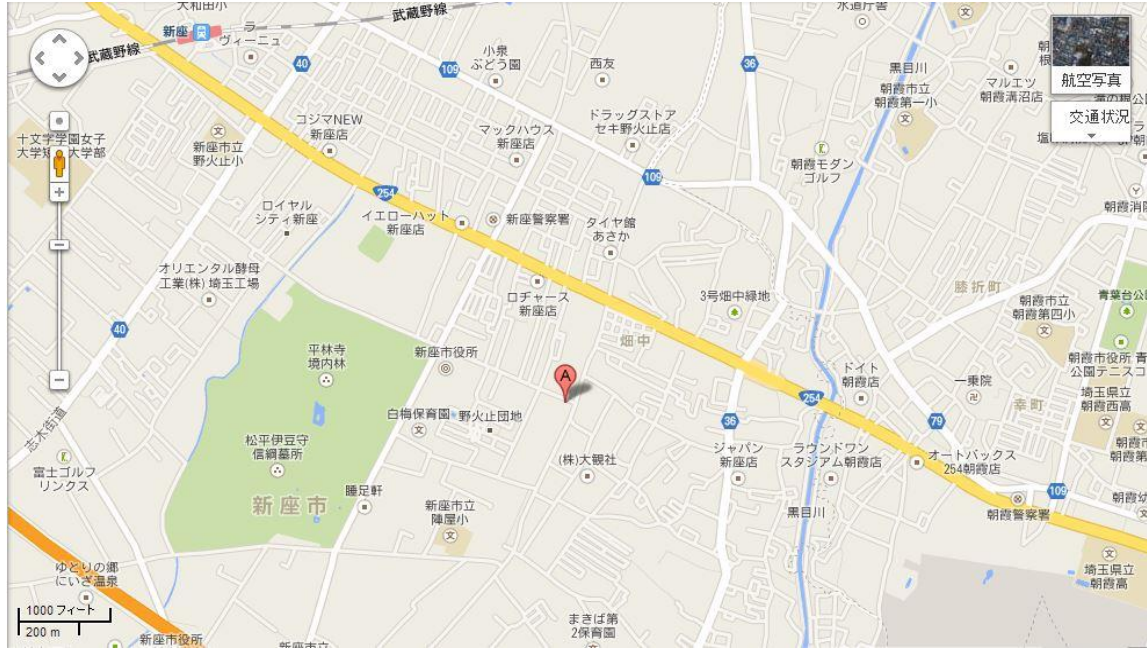 大和田小
新座
ラ・
ヴィーニュ
武蔵野線
武蔵野線
40
小泉
ぶどう園
西友
109
36
水道庁舎
黒目川
朝霞市立
朝霞第一小
マルエツ
朝霞溝沼店
航空写真
交通状況
コジマNEW
新座店
マックハウス
新座店
ドラッグストア
セキ野火止店
十文字学園女子
新座市立
野火止小
朝霞モダン
ゴルフ
254
109
109
ロイヤル
シティ新座
イエローハット
新座店
新座警察署
タイヤ館
あさか
朝霞消
オリエンタル酵母
工業(株) 埼玉工場
ロヂャース
新座店
3号畑中緑地
膝折町
朝霞市立
朝霞第四小
青葉台公
40
平林寺
境内林
新座市役所
畑中
A
ドイト
朝霞店
一乗院
朝霞市役所 青
公園テニスコ
254
36
79
幸町
埼玉県立
朝霞西高
志木街道
白梅保育園
野火止団地
松平伊豆守
信綱墓所
(株)大観社
ジャパン
新座店
ラウンドワン
スタジアム朝霞店
オートバックス
254朝霞店
富士ゴルフ
リンクス
新座市
睡足軒
新座市立
陣屋小
黒目川
109
朝霞警察署
埼玉県立
朝霞高
ゆとりの郷
にいざ温泉
1000 フィート
200 m
新座市役所
新座市立
まきば第
2保育園